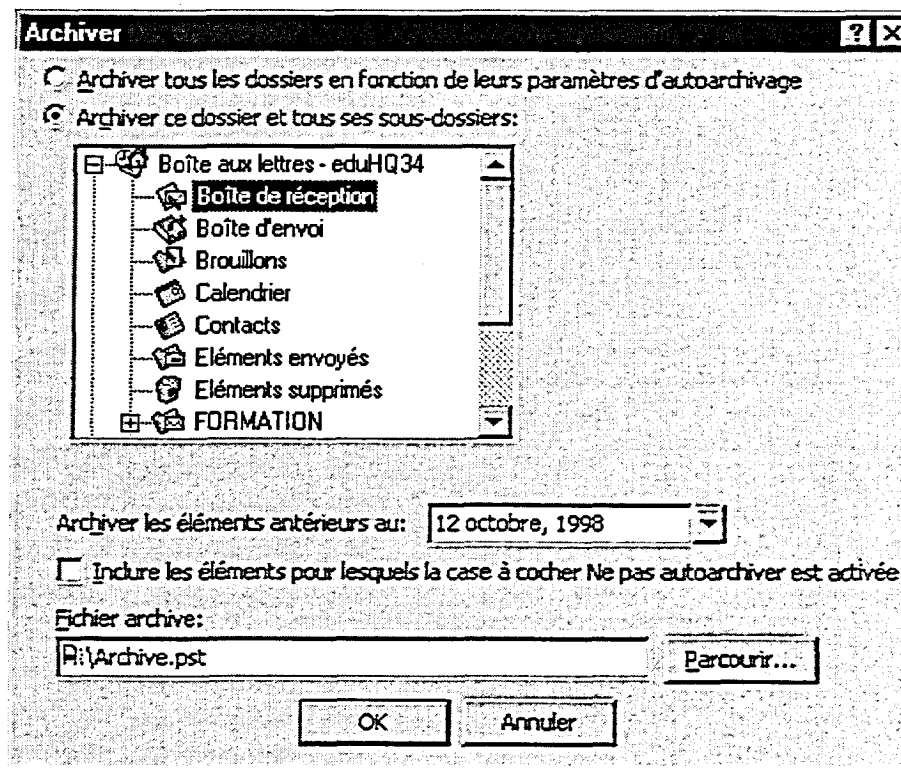 Archiver
Archiver tous les dossiers en fonction de leurs paramètres d'autoarchivage
Archiver ce dossier et tous ses sous-dossiers:
Boîte aux lettres - eduHQ34
Boîte de réception
Boîte d'envoi
Brouillons
Calendrier
Contacts
Eléments envoyés
Eléments supprimés
FORMATION
Archiver les éléments antérieurs au: 12 octobre, 1998
Inclure les éléments pour lesquels la case à cocher Ne pas autoarchiver est activée
Fichier archive:
\Archive.pst Parcourir...
OK Annuler